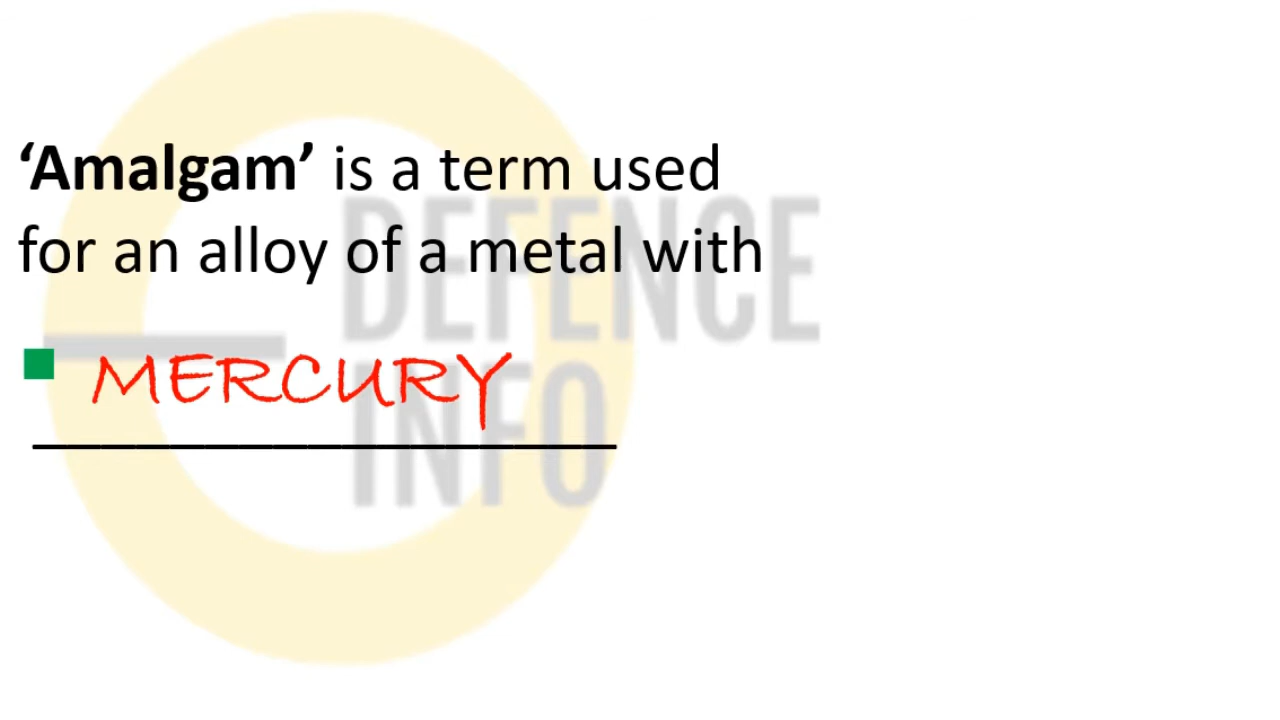 ‘Amalgam’ is a term used
for an alloy of a metal with
MERCURY
DEFENCE
INFO